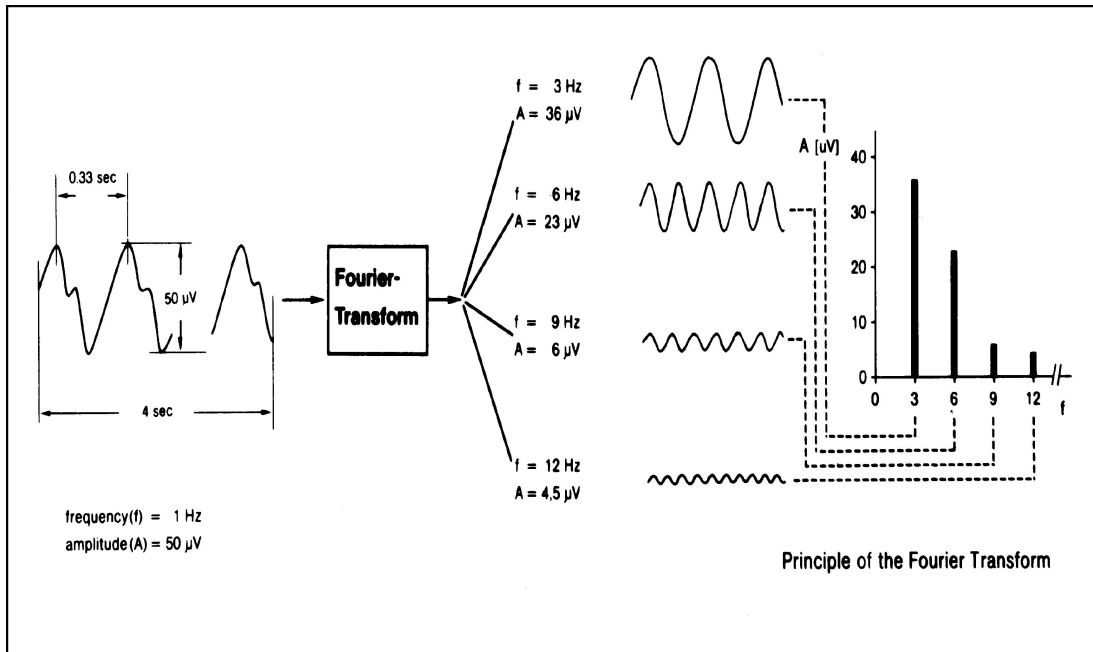 0.33 sec
50 µV
4 sec
frequency(f) = 1 Hz
amplitude(A) = 50 µV
Fourier-
Transform
f = 3 Hz
A = 36 µV
f = 6 Hz
A = 23 µV
f = 9 Hz
A = 6 µV
f = 12 Hz
A = 4,5 µV
A [uV]
40
30
20
10
0
0 3 6 9 12
f
Principle of the Fourier Transform